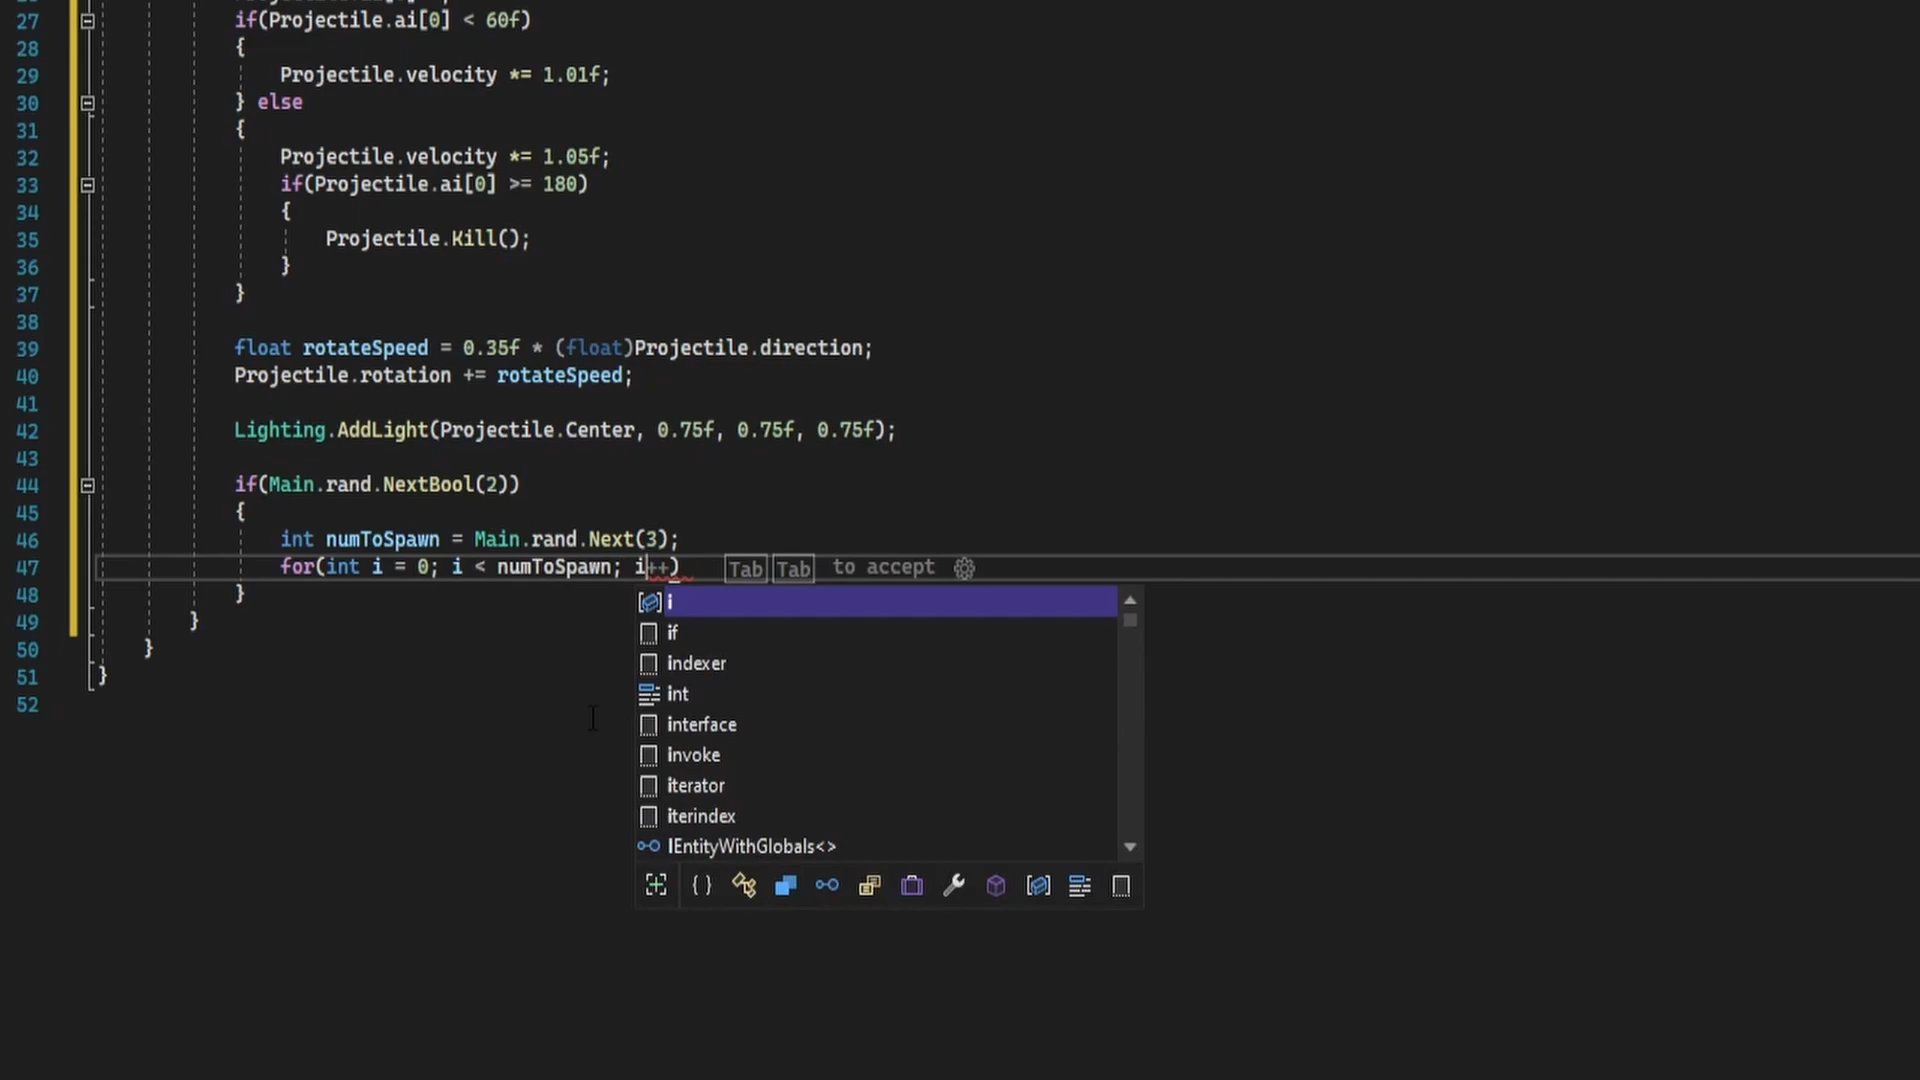 27 if(Projectile.ai[0] < 60f)
28 {
29 Projectile.velocity *= 1.01f;
30 } else
31 {
32 Projectile.velocity *= 1.05f;
33 if(Projectile.ai[0] >= 180)
34 {
35 Projectile.Kill();
36 }
37 }
38
39 float rotateSpeed = 0.35f * (float)Projectile.direction;
40 Projectile.rotation += rotateSpeed;
41
42 Lighting.AddLight(Projectile.Center, 0.75f, 0.75f, 0.75f);
43
44 if(Main.rand.NextBool(2))
45 {
46 int numToSpawn = Main.rand.Next(3);
47 for(int i = 0; i < numToSpawn; i++) Tab Tab to accept
48 }
49 }
50 }
51 }
52
i
if
indexer
int
interface
invoke
iterator
iterindex
IEntityWithGlobals<>